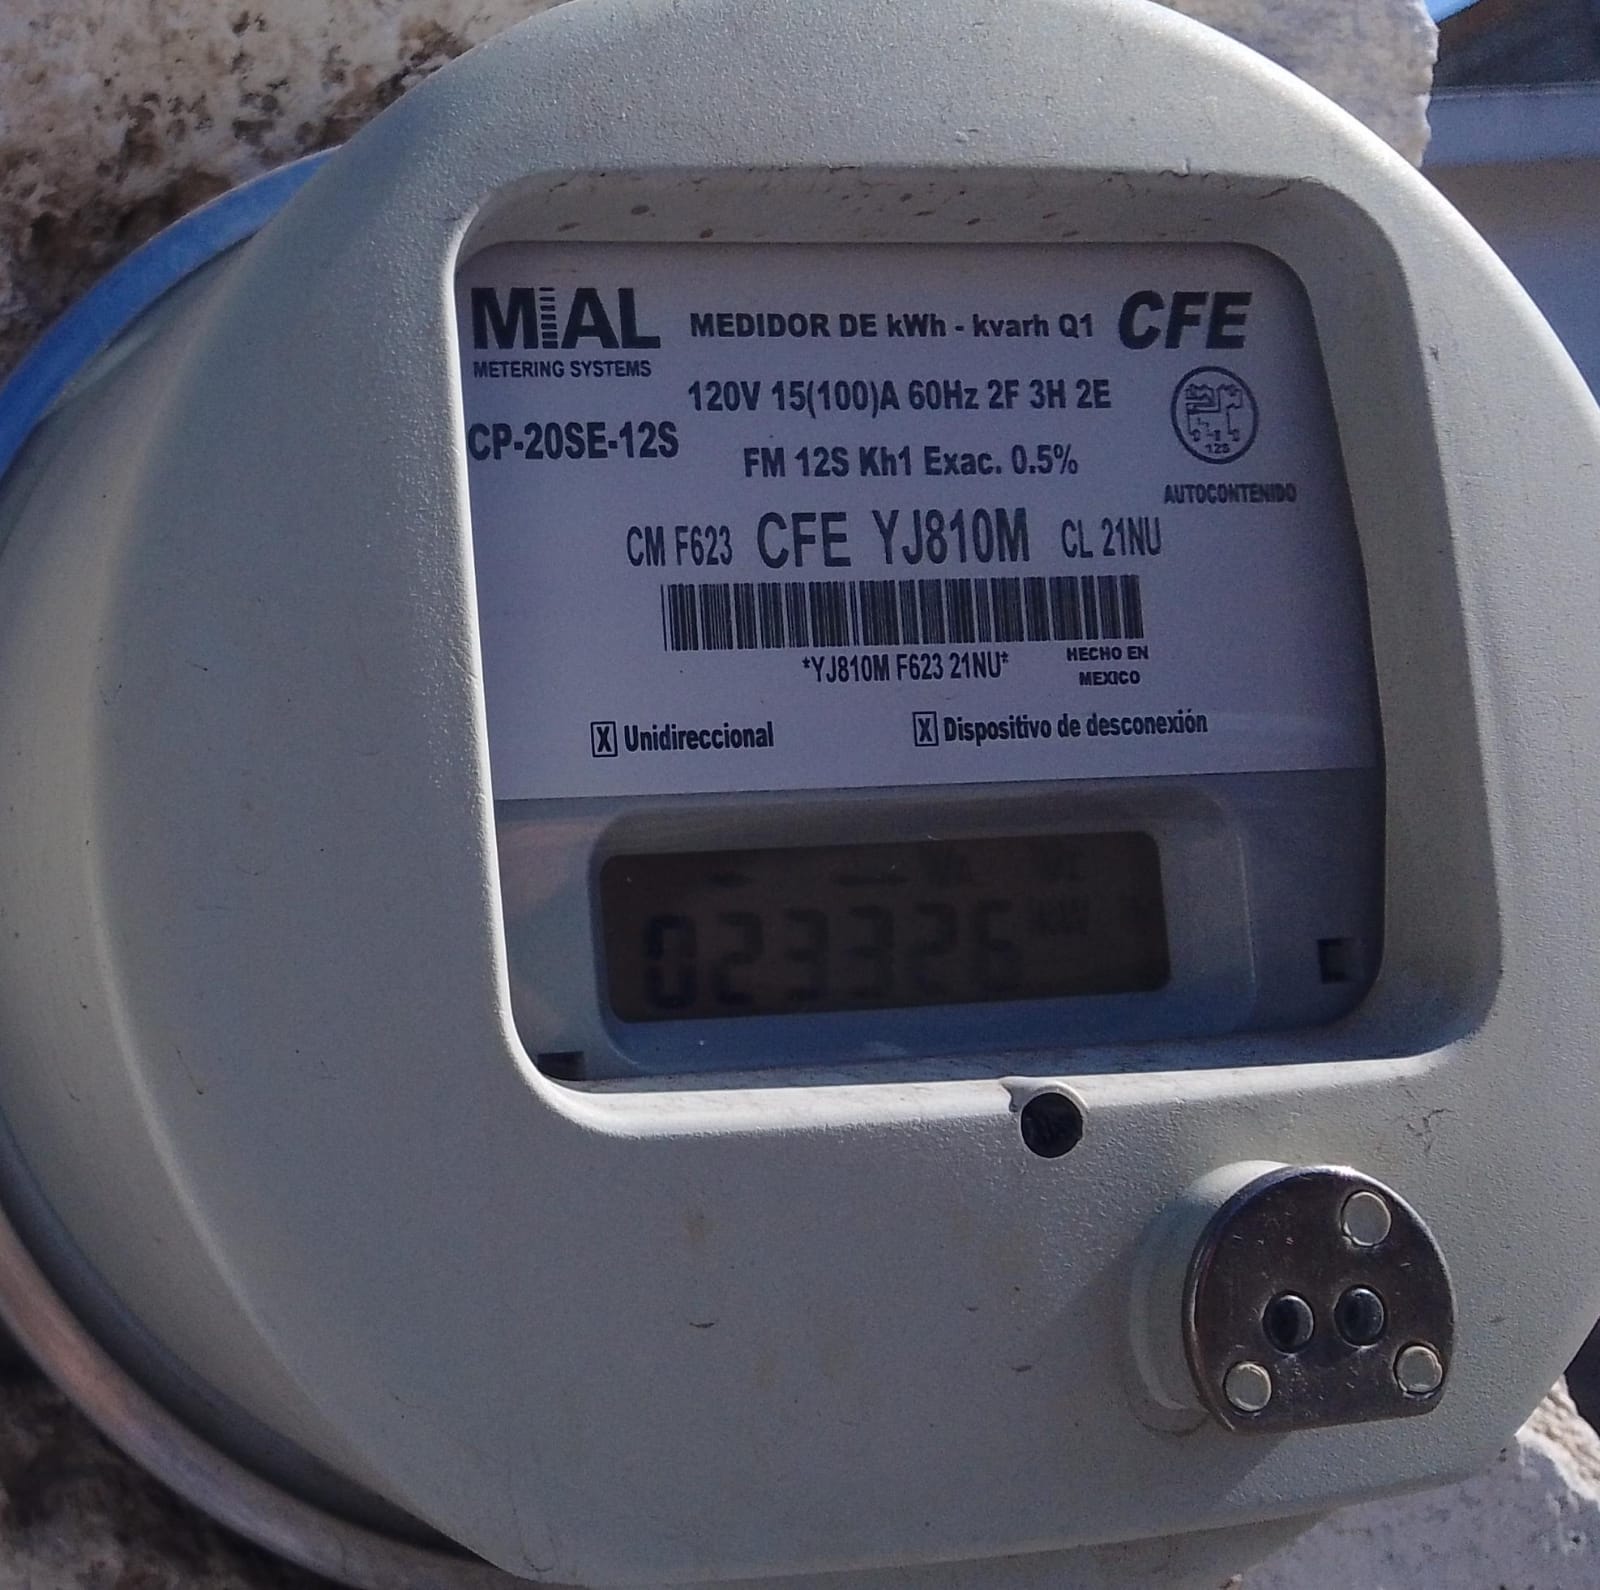 MIAL MEDIDOR DE kWh - kvarh Q1 CFE
METERING SYSTEMS
120V 15(100)A 60Hz 2F 3H 2E
CP-20SE-12S
FM 12S Kh1 Exac. 0.5%
12S
AUTOCONTENIDO
CM F623 CFE YJ810M CL 21NU
*YJ810M F623 21NU*
HECHO EN
MEXICO
X Unidireccional X Dispositivo de desconexión